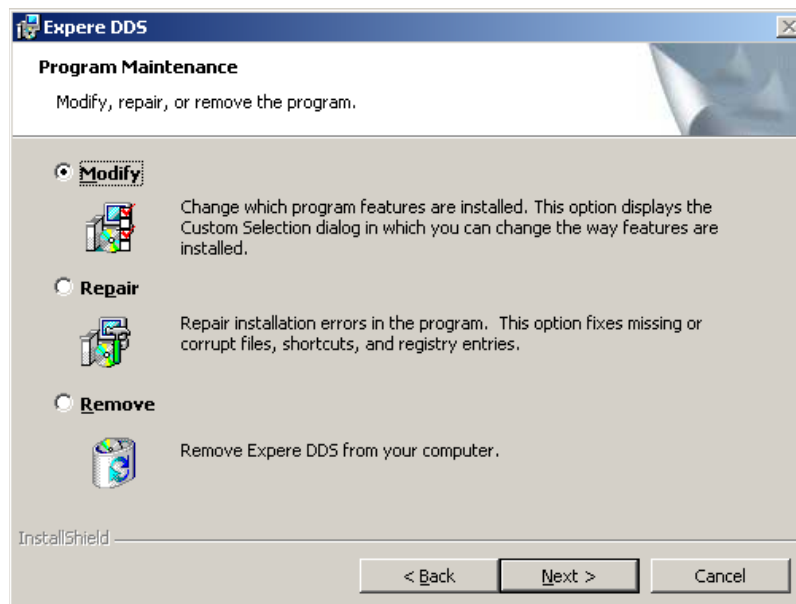 Expere DDS
Program Maintenance
Modify, repair, or remove the program.
Modify
Change which program features are installed. This option displays the
Custom Selection dialog in which you can change the way features are
installed.
Repair
Repair installation errors in the program.  This option fixes missing or
corrupt files, shortcuts, and registry entries.
Remove
Remove Expere DDS from your computer.
InstallShield
< Back
Next >
Cancel